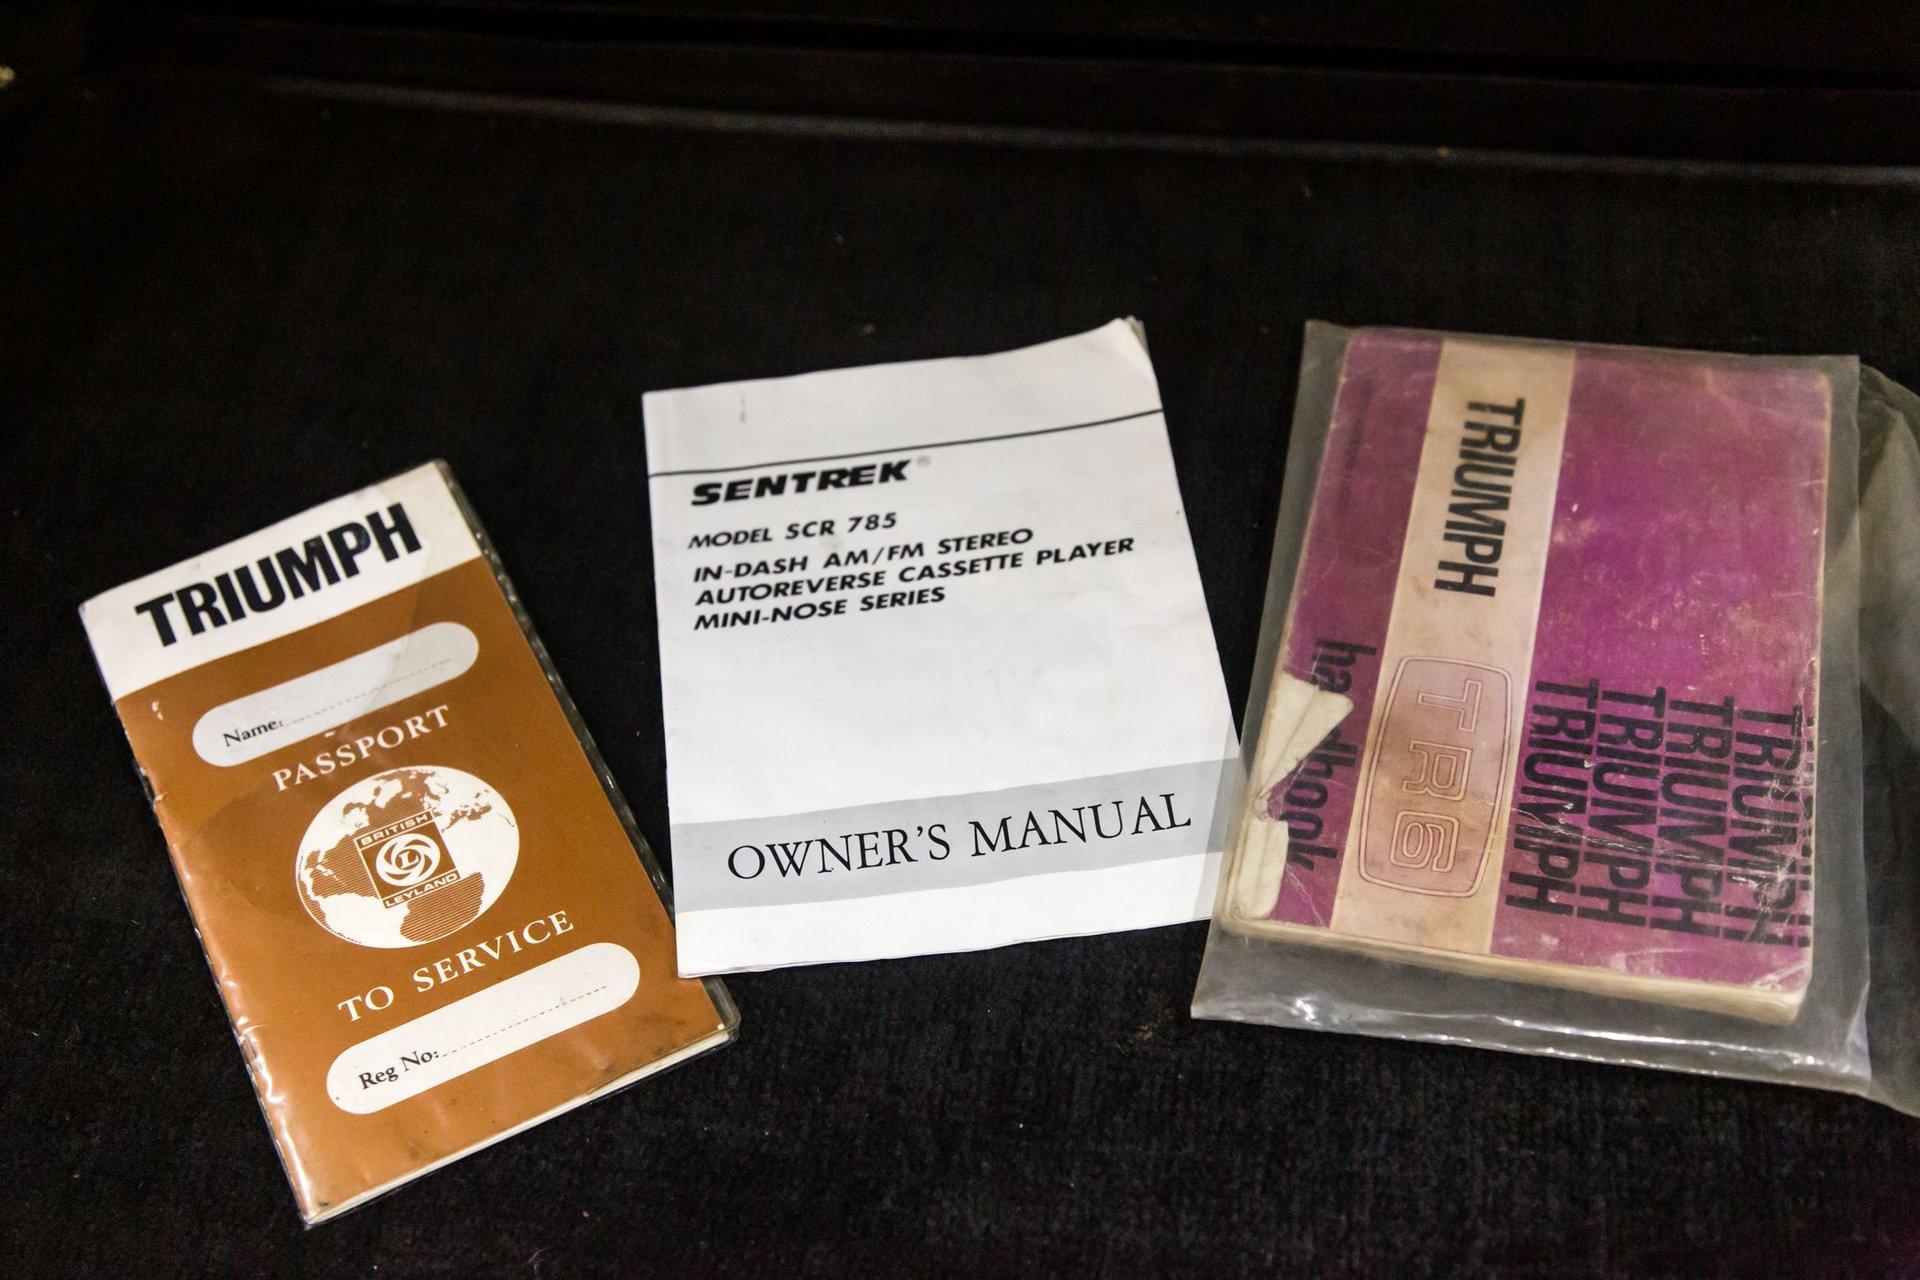 TRIUMPH
Name:
PASSPORT
BRITISH
L
LEYLAND
TO SERVICE
Reg No:
SENTREK®
MODEL SCR 785
IN-DASH AM/FM STEREO
AUTOREVERSE CASSETTE PLAYER
MINI-NOSE SERIES
OWNER'S MANUAL
TRIUMPH
TR6
handbook
TRIUMPH
TRIUMPH
TRIUMPH
TRIUMPH